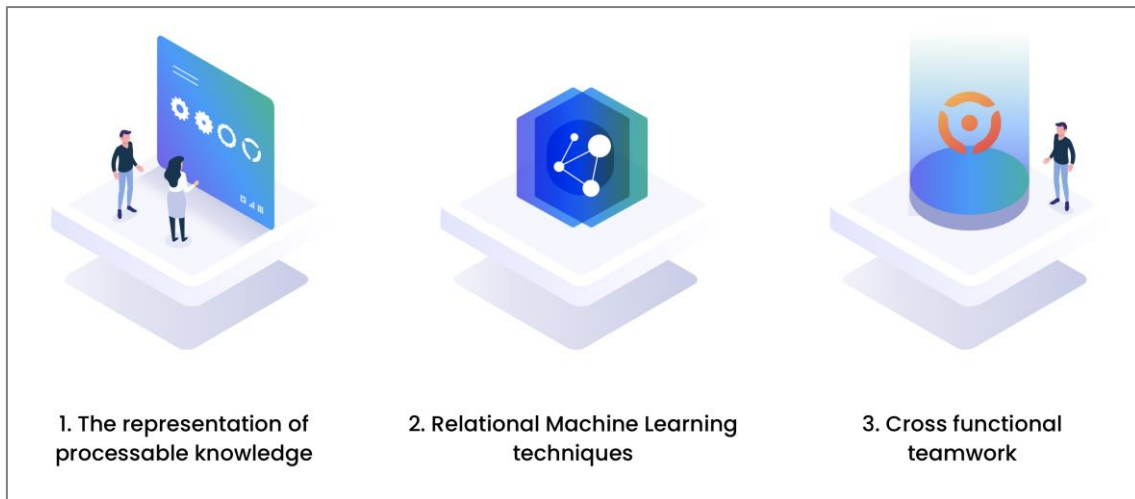 1. The representation of
processable knowledge
2. Relational Machine Learning
techniques
3. Cross functional
teamwork